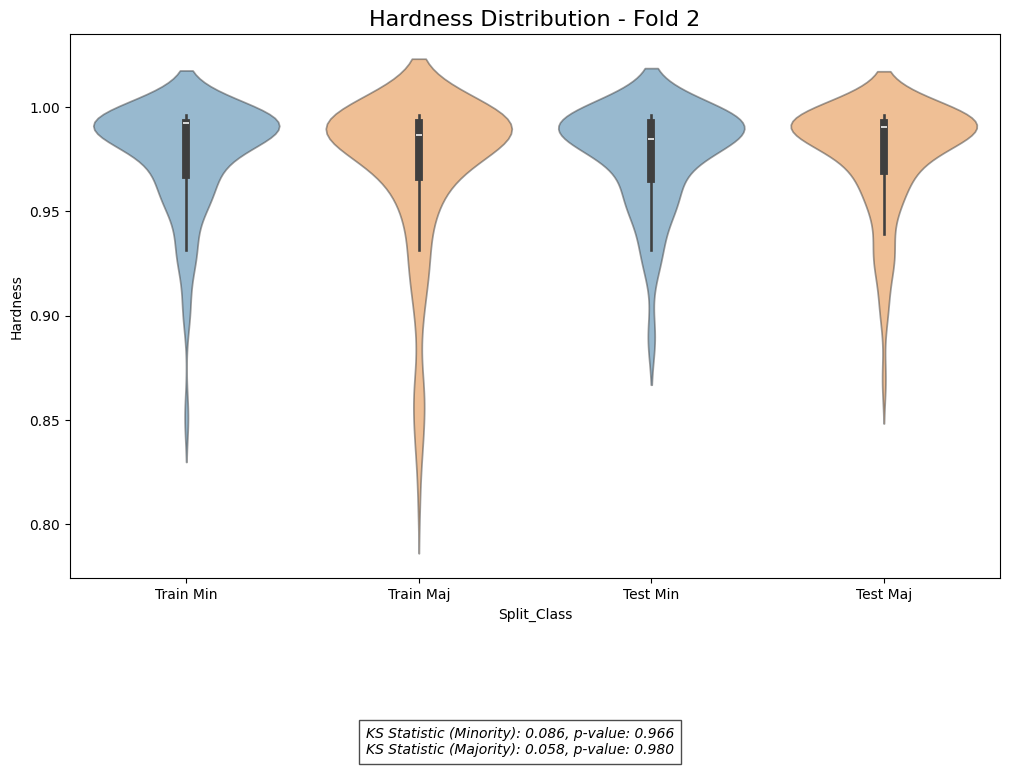 Hardness Distribution - Fold 2
Hardness
1.00
0.95
0.90
0.85
0.80
Train Min
Train Maj
Test Min
Test Maj
Split_Class
KS Statistic (Minority): 0.086, p-value: 0.966
KS Statistic (Majority): 0.058, p-value: 0.980